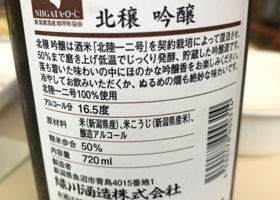 NIIGATA・O・C
新潟清酒産地呼称協会
北穣 吟醸
北穣 吟醸は酒米「北陸一二号」を契約栽培によって復活させ、
50%まで磨き上げ低温でじっくり発酵、貯蔵した吟醸酒です。
落ち着いた味わいの中にほのかな吟醸香をお楽しみください。
冷やしてお飲みいただくか、ぬるめの燗も絶妙な味わいです。
北陸一二号100%使用
アルコール分 16.5度
原材料 米(新潟県産)、米こうじ(新潟県産米)、
醸造アルコール
精米歩合 50%
内容量 720ml
製造者
新潟県魚沼市青島4015番地1
緑川酒造株式会社